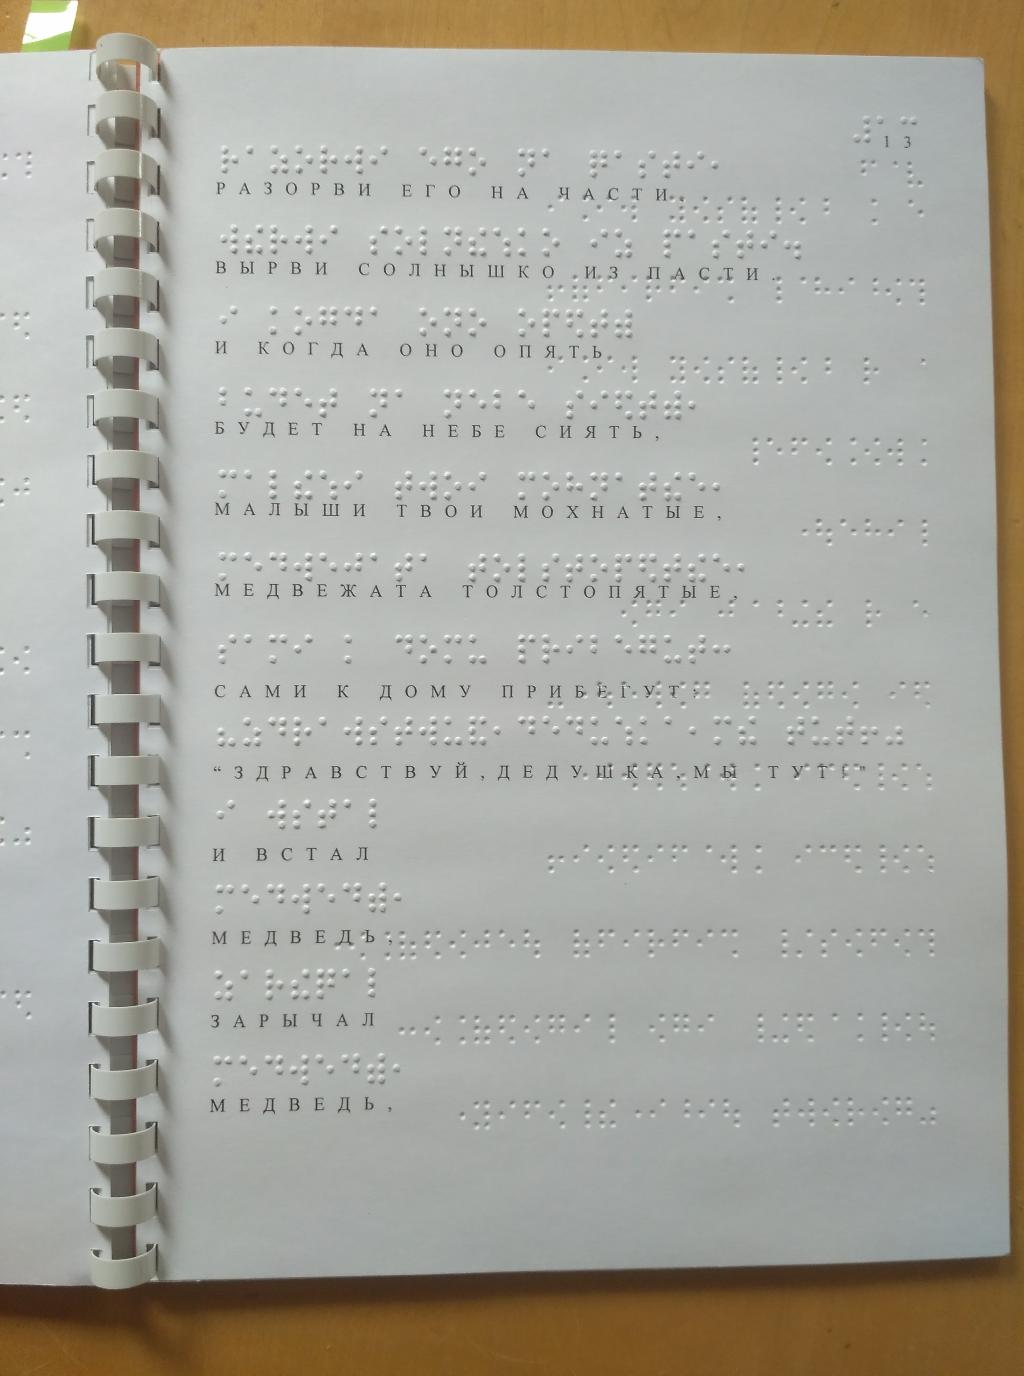 13
РАЗОРВИ ЕГО НА ЧАСТИ,
ВЫРВИ СОЛНЫШКО ИЗ ПАСТИ.
И КОГДА ОНО ОПЯТЬ
БУДЕТ НА НЕБЕ СИЯТЬ,
МАЛЫШИ ТВОИ МОХНАТЫЕ,
МЕДВЕЖАТА ТОЛСТОПЯТЫЕ,
САМИ К ДОМУ ПРИБЕГУТ:
“ЗДРАВСТВУЙ,ДЕДУШКА,МЫ ТУТ!"
И ВСТАЛ
МЕДВЕДЬ,
ЗАРЫЧАЛ
МЕДВЕДЬ,